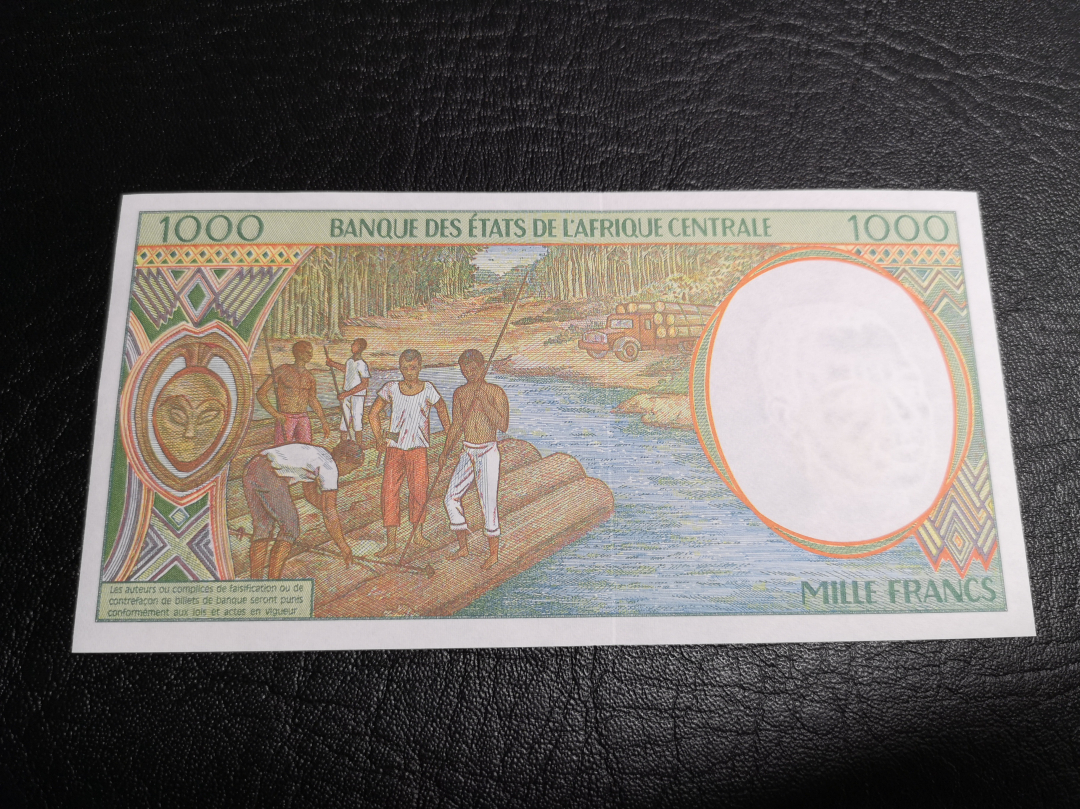 1000 BANQUE DES ÉTATS DE L'AFRIQUE CENTRALE 1000
Les auteurs ou complices de falsification ou de
contrefaçon de billets de banque seront punis
conformément aux lois et actes en vigueur
MILLE FRANCS